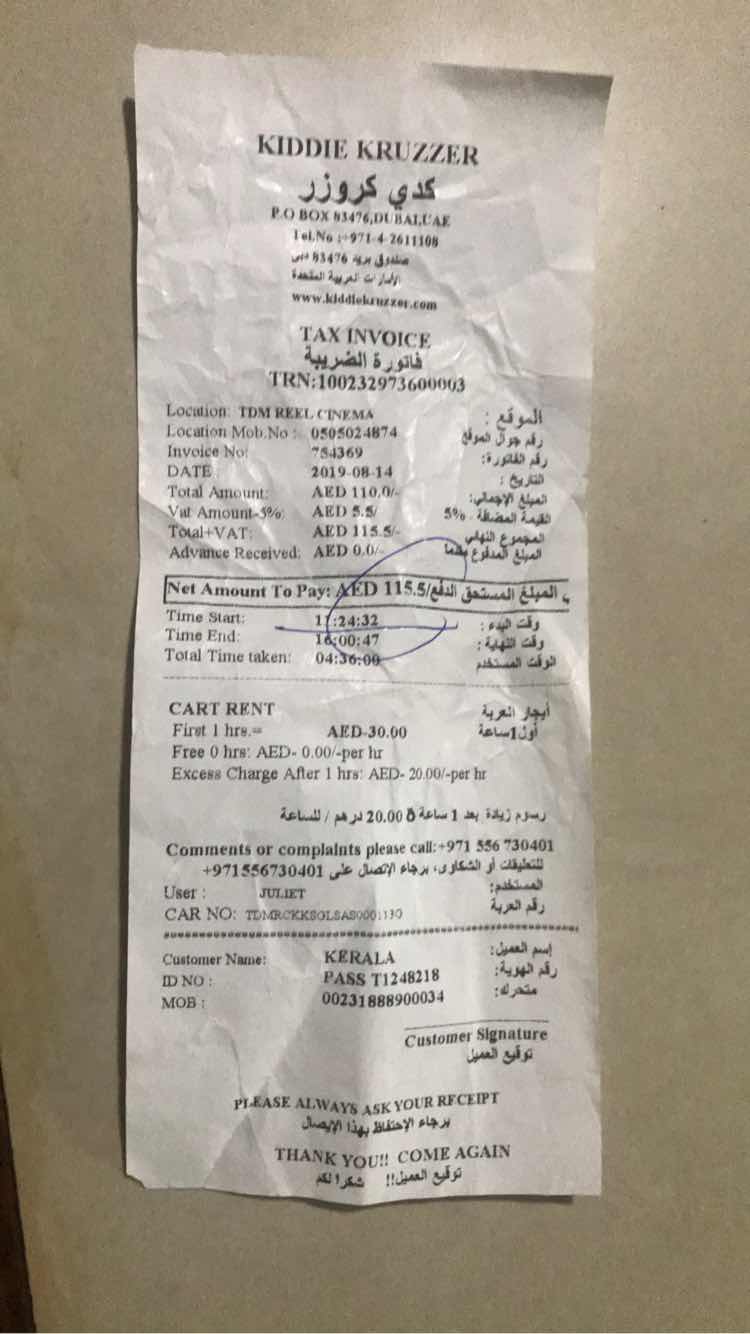 KIDDIE KRUZZER
كدي كروزر
P.O BOX 83476,DUBAI,UAE
Tel.No :+971-4-2611108
صندوق بريد 83476 دبي
الإمارات العربية المتحدة
www.kiddiekruzzer.com
TAX INVOICE
فاتورة الضريبة
TRN:100232973600003
Location: TDM REEL CINEMA الموقع :
Location Mob.No : 0505024874 رقم جوال الموقع
Invoice No: 754369 رقم الفاتورة:
DATE : 2019-08-14 التاريخ :
Total Amount: AED 110.0/- المبلغ الإجمالي:
Vat Amount-5%: AED 5.5/ القيمة المضافة - 5%
Total+VAT: AED 115.5/- المجموع النهائي
Advance Received: AED 0.0/- المبلغ المدفوع
Net Amount To Pay: AED 115.5/ المبلغ المستحق الدفع
Time Start: 11:24:32 وقت البدء :
Time End: 16:00:47 وقت النهاية :
Total Time taken: 04:36:00 الوقت المستخدم
CART RENT أيجار العربة
First 1 hrs.= AED-30.00 أول 1ساعة
Free 0 hrs: AED- 0.00/-per hr
Excess Charge After 1 hrs: AED- 20.00/-per hr
رسوم زيادة بعد 1 ساعة 20.00 درهم / للساعة
Comments or complaints please call:+971 556 730401
للتعليقات أو الشكاوى، برجاء الإتصال على 971556730401+
User : JULIET المستخدم:
CAR NO: رقم العربة
Customer Name: KERALA إسم العميل:
ID NO : PASS T1248218 رقم الهوية:
MOB : 00231888900034 متحرك:
Customer Signature
توقيع العميل
PLEASE ALWAYS ASK YOUR RECEIPT
برجاء الإحتفاظ بهذا الإيصال
THANK YOU!! COME AGAIN
توقيع العميل!! شكرا لكم